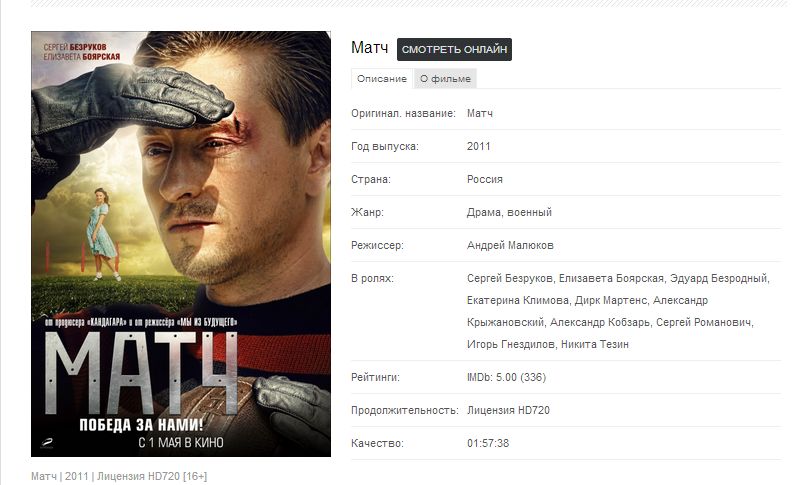 СЕРГЕЙ БЕЗРУКОВ
ЕЛИЗАВЕТА БОЯРСКАЯ
от продюсера «КАНДАГАРА» и от режиссёра «МЫ ИЗ БУДУЩЕГО»
МАТЧ
ПОБЕДА ЗА НАМИ!
С 1 МАЯ В КИНО
Матч | 2011 | Лицензия HD720 [16+]
Матч СМОТРЕТЬ ОНЛАЙН
Описание О фильме
Оригинал. название: Матч
Год выпуска: 2011
Страна: Россия
Жанр: Драма, военный
Режиссер: Андрей Малюков
В ролях: Сергей Безруков, Елизавета Боярская, Эдуард Безродный,
Екатерина Климова, Дирк Мартенс, Александр
Крыжановский, Александр Кобзарь, Сергей Романович,
Игорь Гнездилов, Никита Тезин
Рейтинги: IMDb: 5.00 (336)
Продолжительность: Лицензия HD720
Качество: 01:57:38